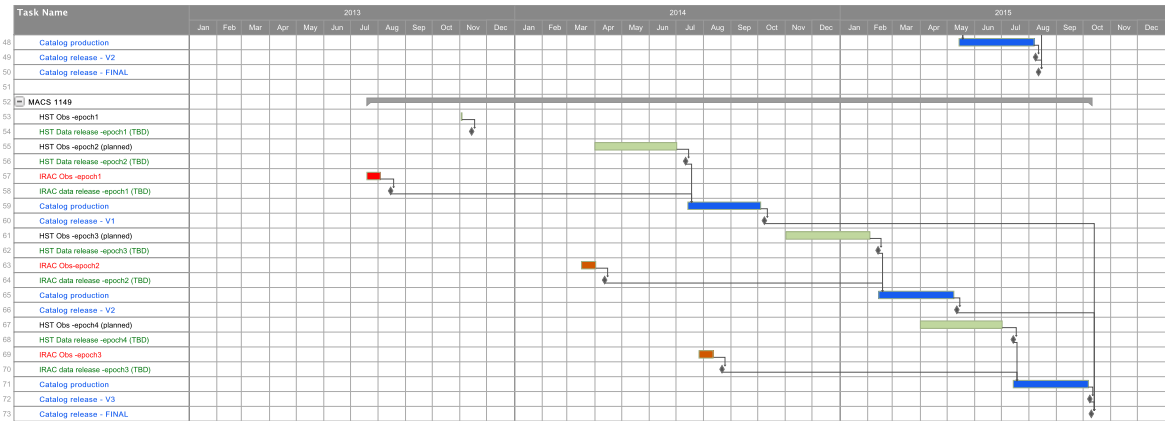 Task Name
2013 2014 2015
Jan Feb Mar Apr May Jun Jul Aug Sep Oct Nov Dec Jan Feb Mar Apr May Jun Jul Aug Sep Oct Nov Dec Jan Feb Mar Apr May Jun Jul Aug Sep Oct Nov Dec
48 Catalog production
49 Catalog release - V2
50 Catalog release - FINAL
51
52 MACS 1149
53 HST Obs -epoch1
54 HST Data release -epoch1 (TBD)
55 HST Obs -epoch2 (planned)
56 HST Data release -epoch2 (TBD)
57 IRAC Obs -epoch1
58 IRAC data release -epoch1 (TBD)
59 Catalog production
60 Catalog release - V1
61 HST Obs -epoch3 (planned)
62 HST Data release -epoch3 (TBD)
63 IRAC Obs-epoch2
64 IRAC data release -epoch2 (TBD)
65 Catalog production
66 Catalog release - V2
67 HST Obs -epoch4 (planned)
68 HST Data release -epoch4 (TBD)
69 IRAC Obs -epoch3
70 IRAC data release -epoch3 (TBD)
71 Catalog production
72 Catalog release - V3
73 Catalog release - FINAL